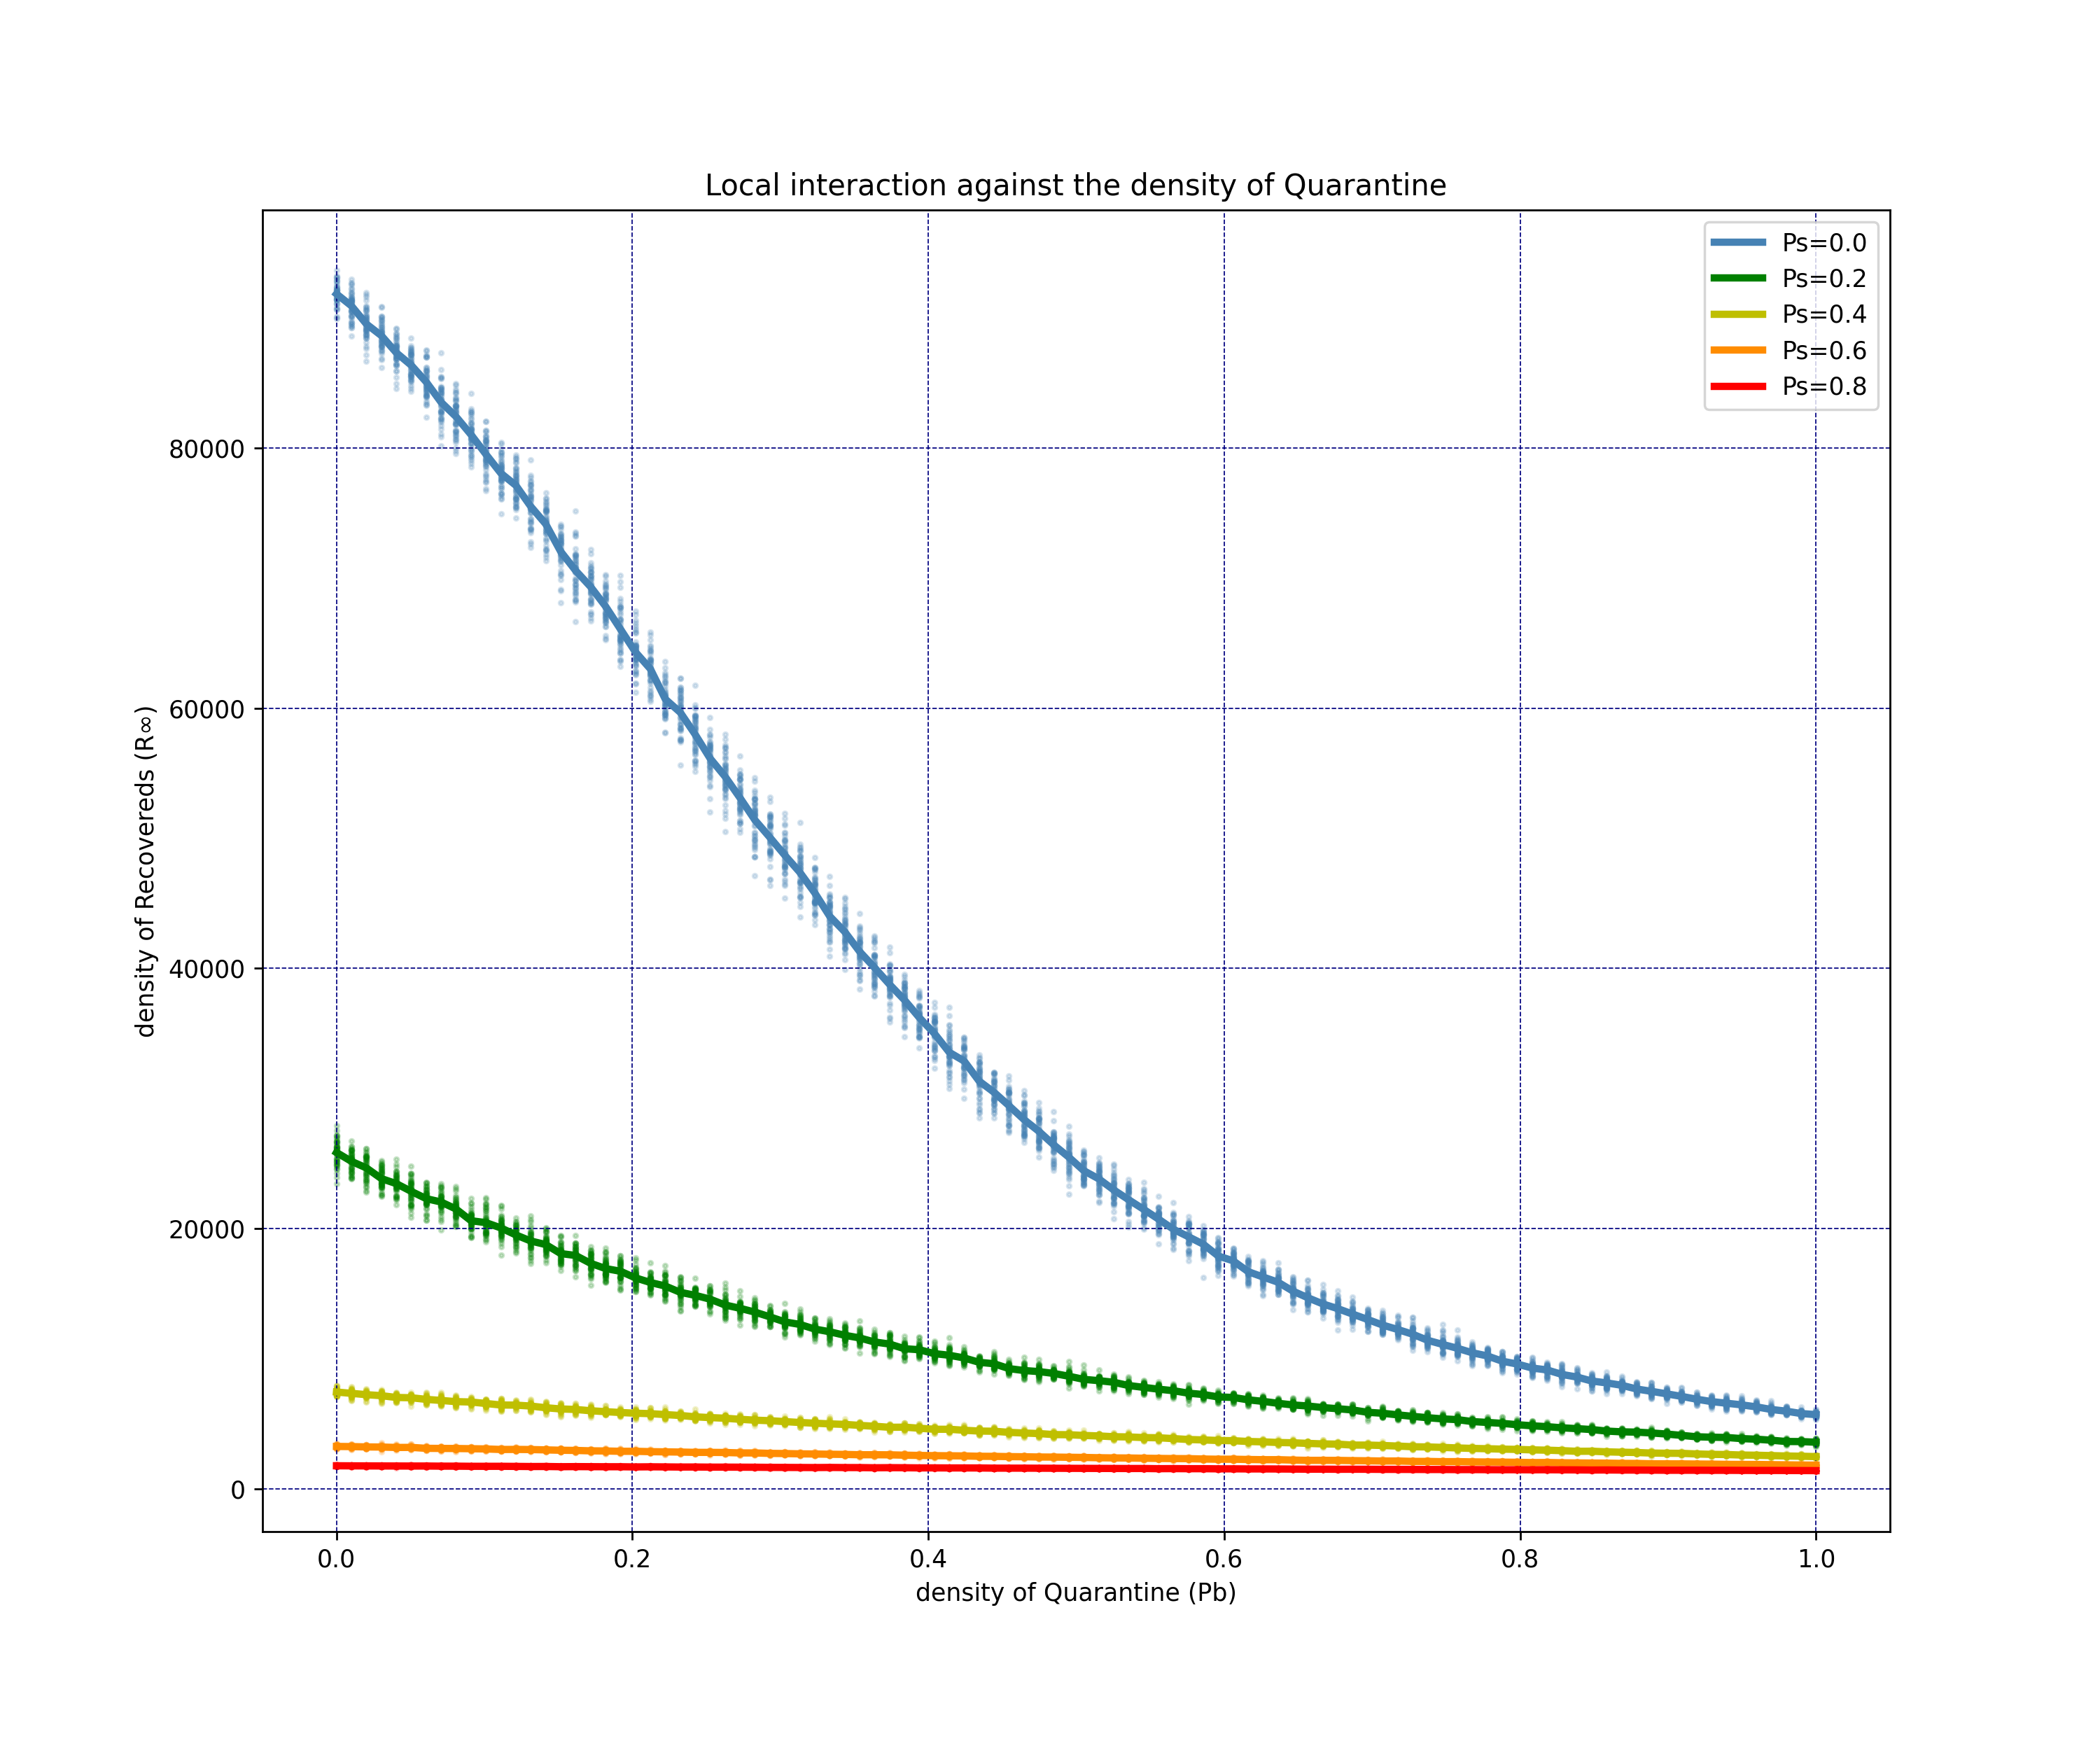 Local interaction against the density of Quarantine
Ps=0.0
Ps=0.2
Ps=0.4
Ps=0.6
Ps=0.8
density of Recovereds (R∞)
80000
60000
40000
20000
0
0.0 0.2 0.4 0.6 0.8 1.0
density of Quarantine (Pb)